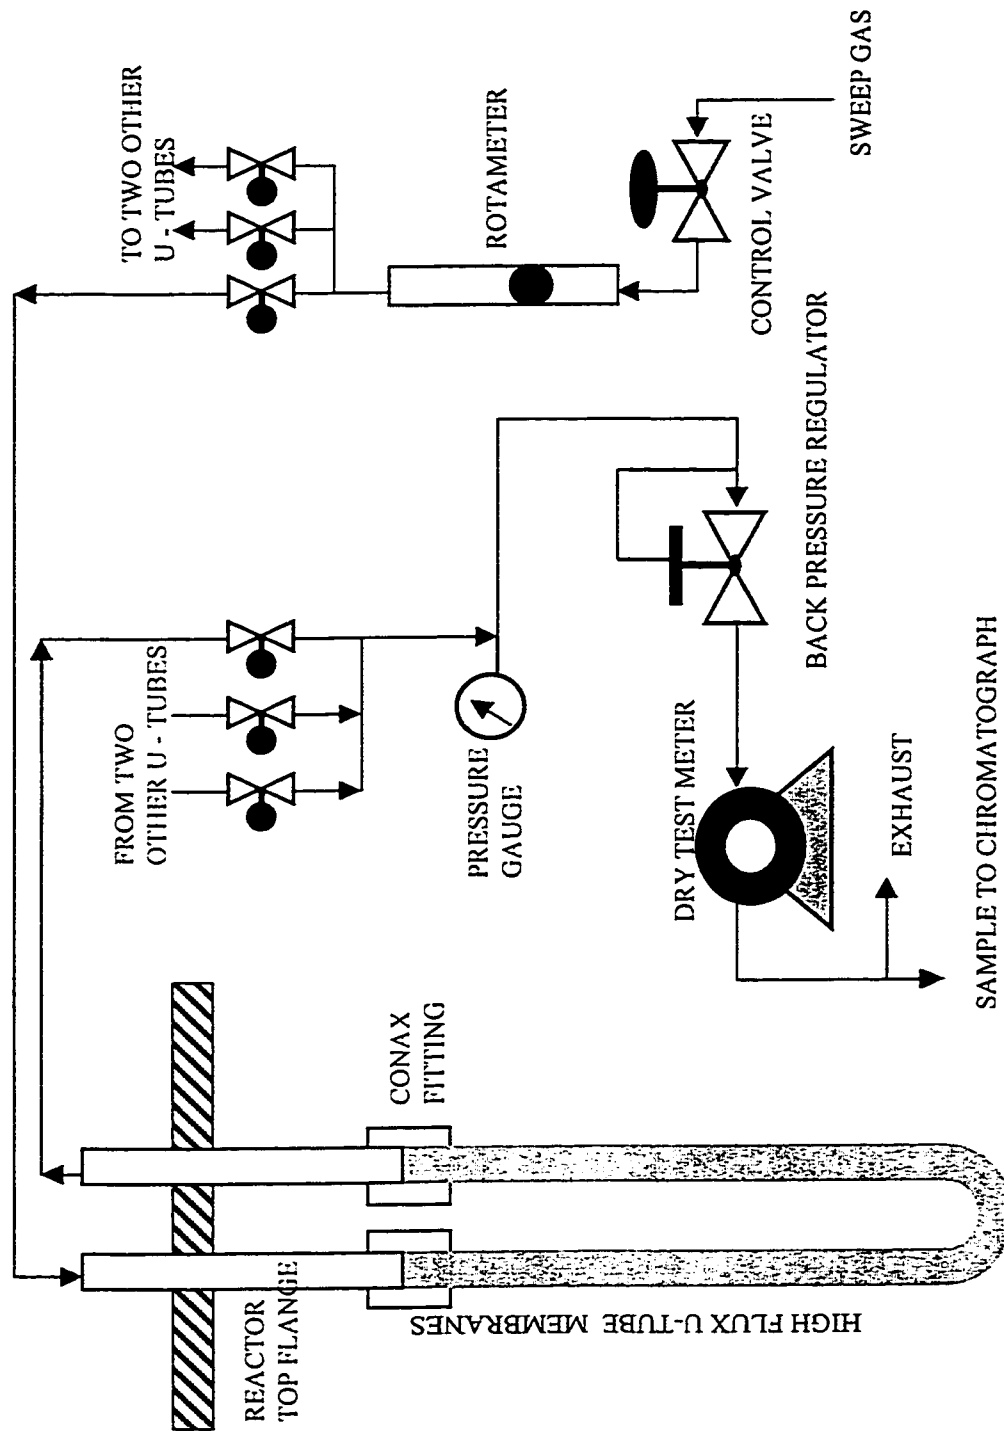 REACTOR
TOP FLANGE
CONAX
FITTING
HIGH FLUX U-TUBE MEMBRANES
FROM TWO
OTHER U - TUBES
PRESSURE
GAUGE
DRY TEST METER
EXHAUST
SAMPLE TO CHROMATOGRAPH
BACK PRESSURE REGULATOR
TO TWO OTHER
U - TUBES
ROTAMETER
CONTROL VALVE
SWEEP GAS